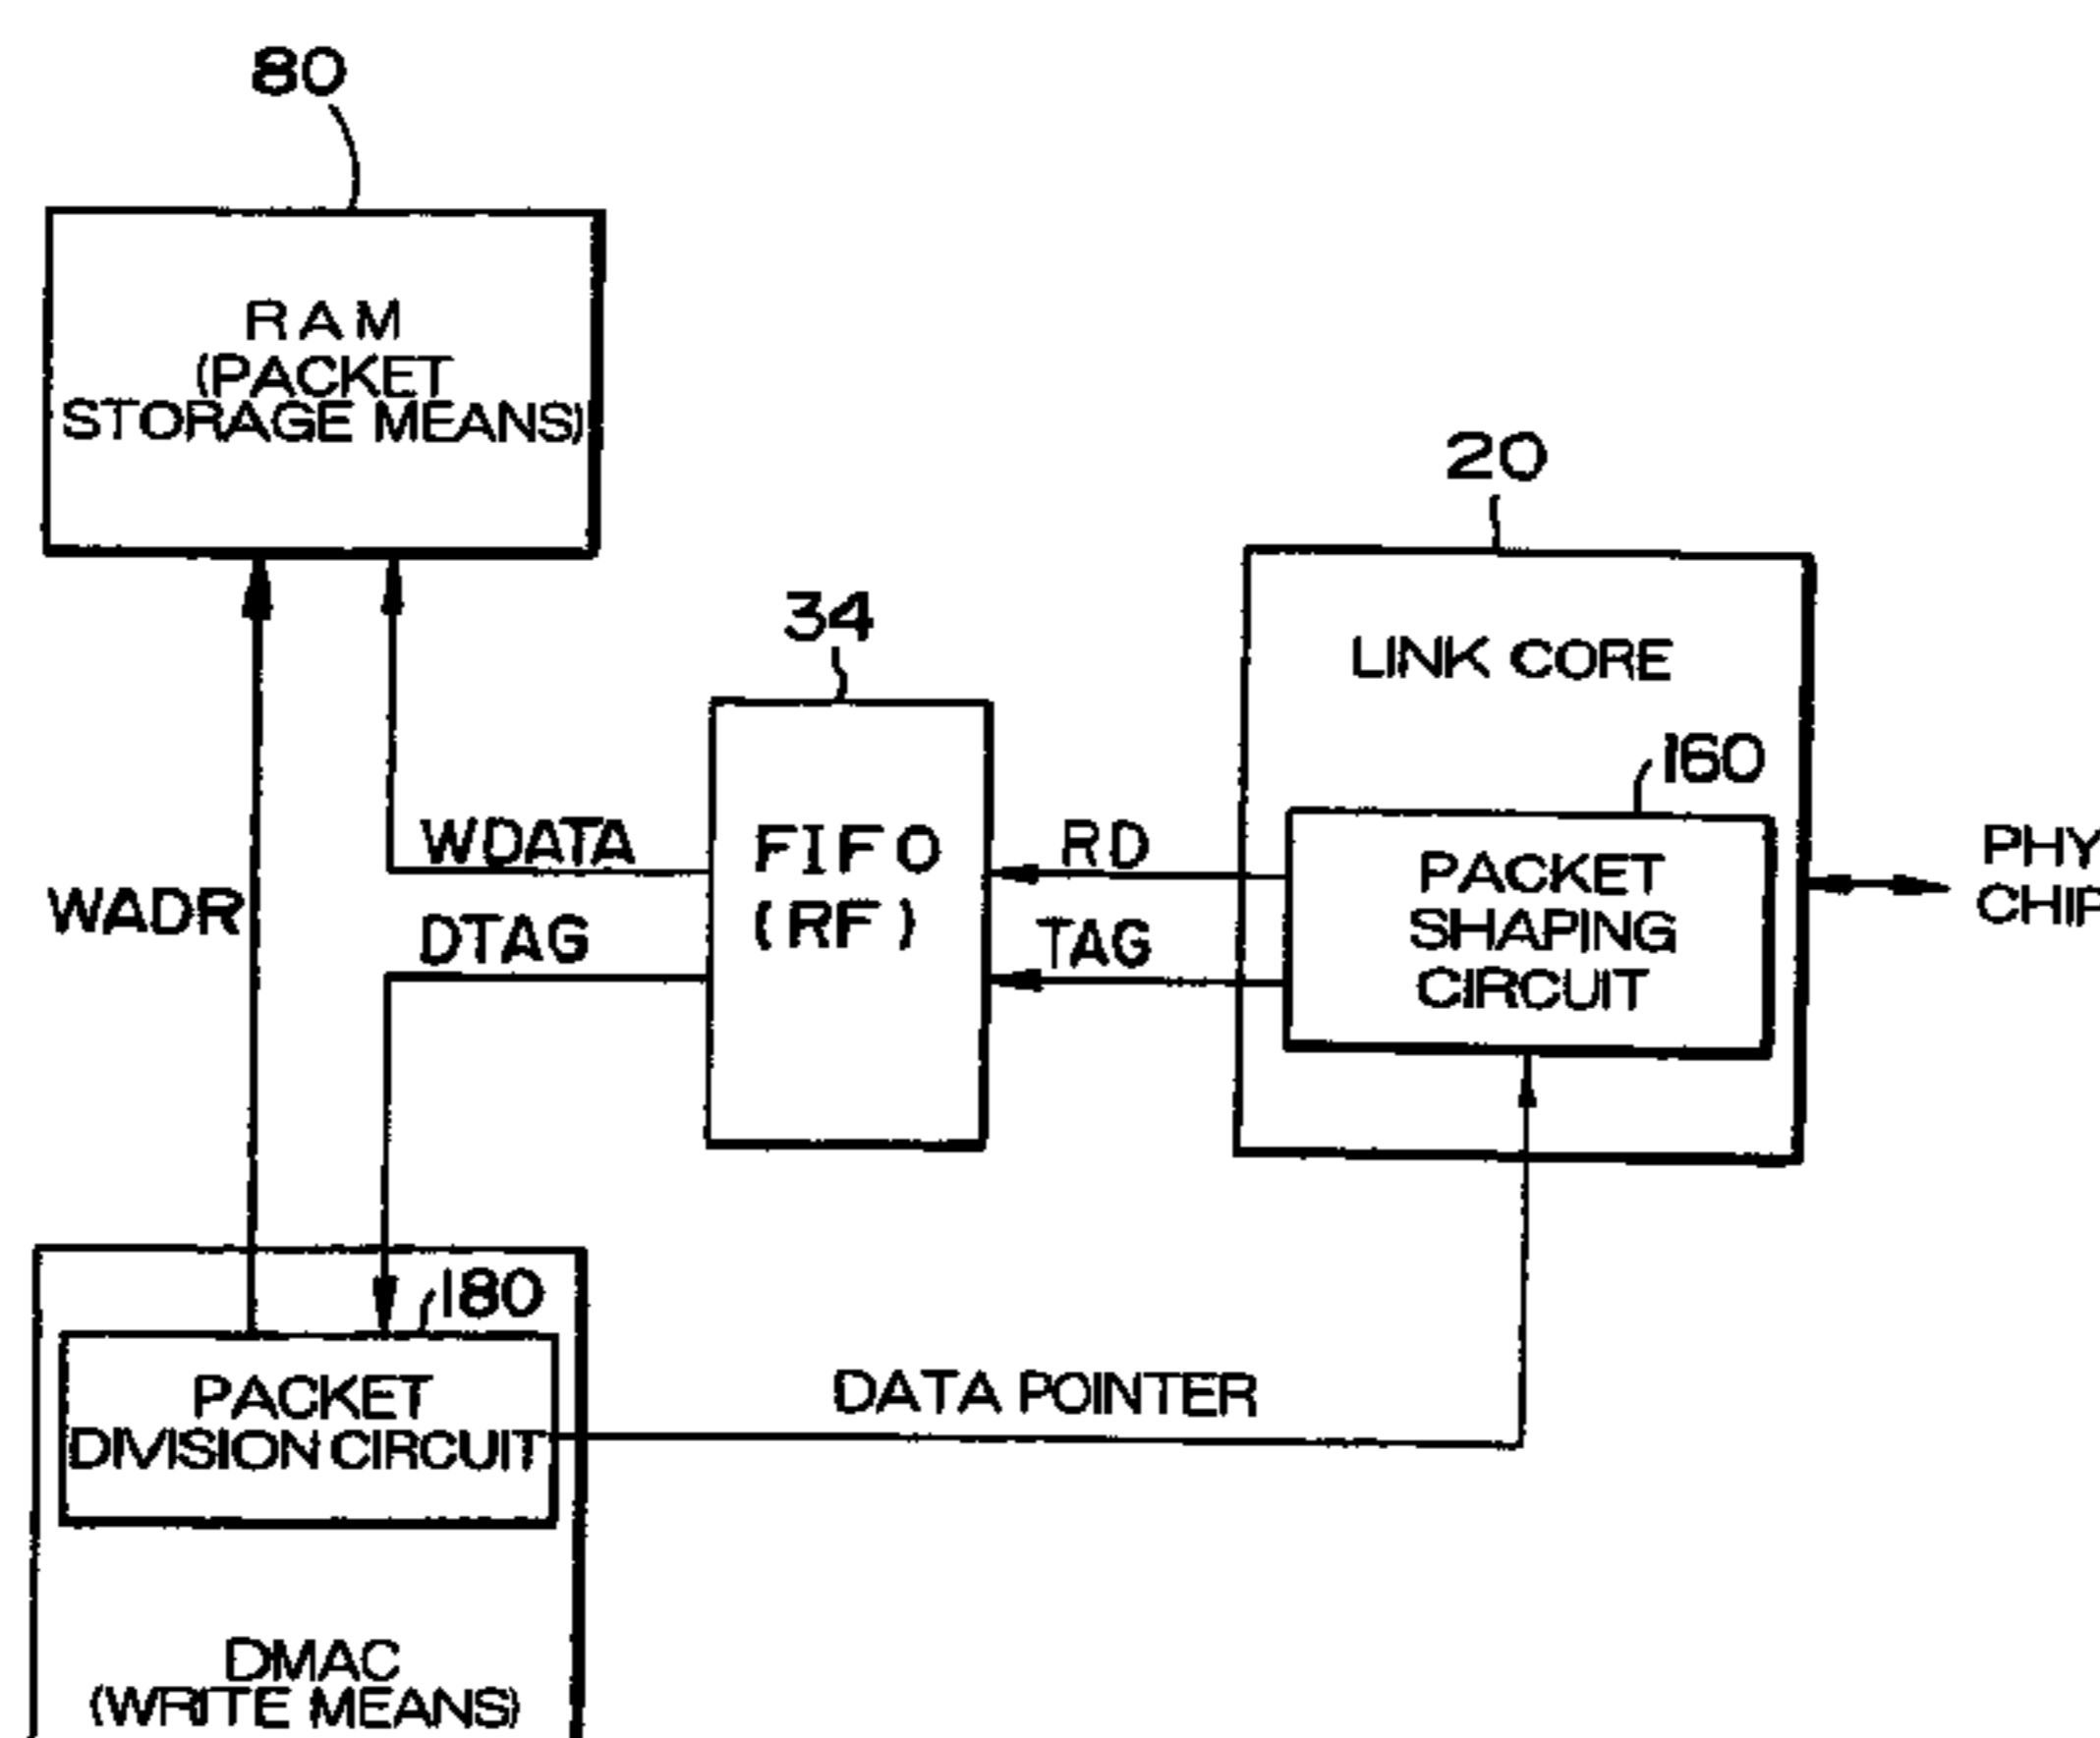 80
RAM
(PACKET
STORAGE MEANS)
20
34
LINK CORE
160
WDATA
FIFO
(RF)
RD
TAG
PACKET
SHAPING
CIRCUIT
PHY
WADR
DTAG
180
PACKET
DIVISION CIRCUIT
DATA POINTER
DMAC
(WRITE MEANS)